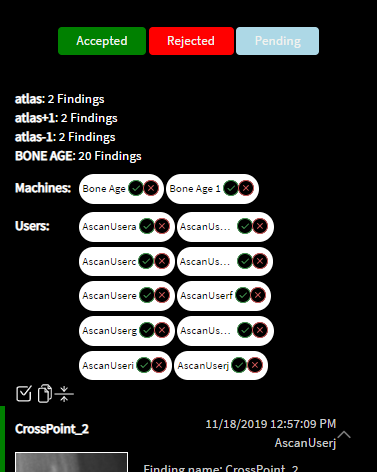 Accepted Rejected Pending
atlas: 2 Findings
atlas+1: 2 Findings
atlas-1: 2 Findings
BONE AGE: 20 Findings
Machines: Bone Age Bone Age 1
Users: AscanUsera AscanUs...
AscanUserc AscanUs...
AscanUsere AscanUserf
AscanUserg AscanUs...
AscanUseri AscanUserj
CrossPoint_2 11/18/2019 12:57:09 PM
AscanUserj
Finding name: CrossPoint_2